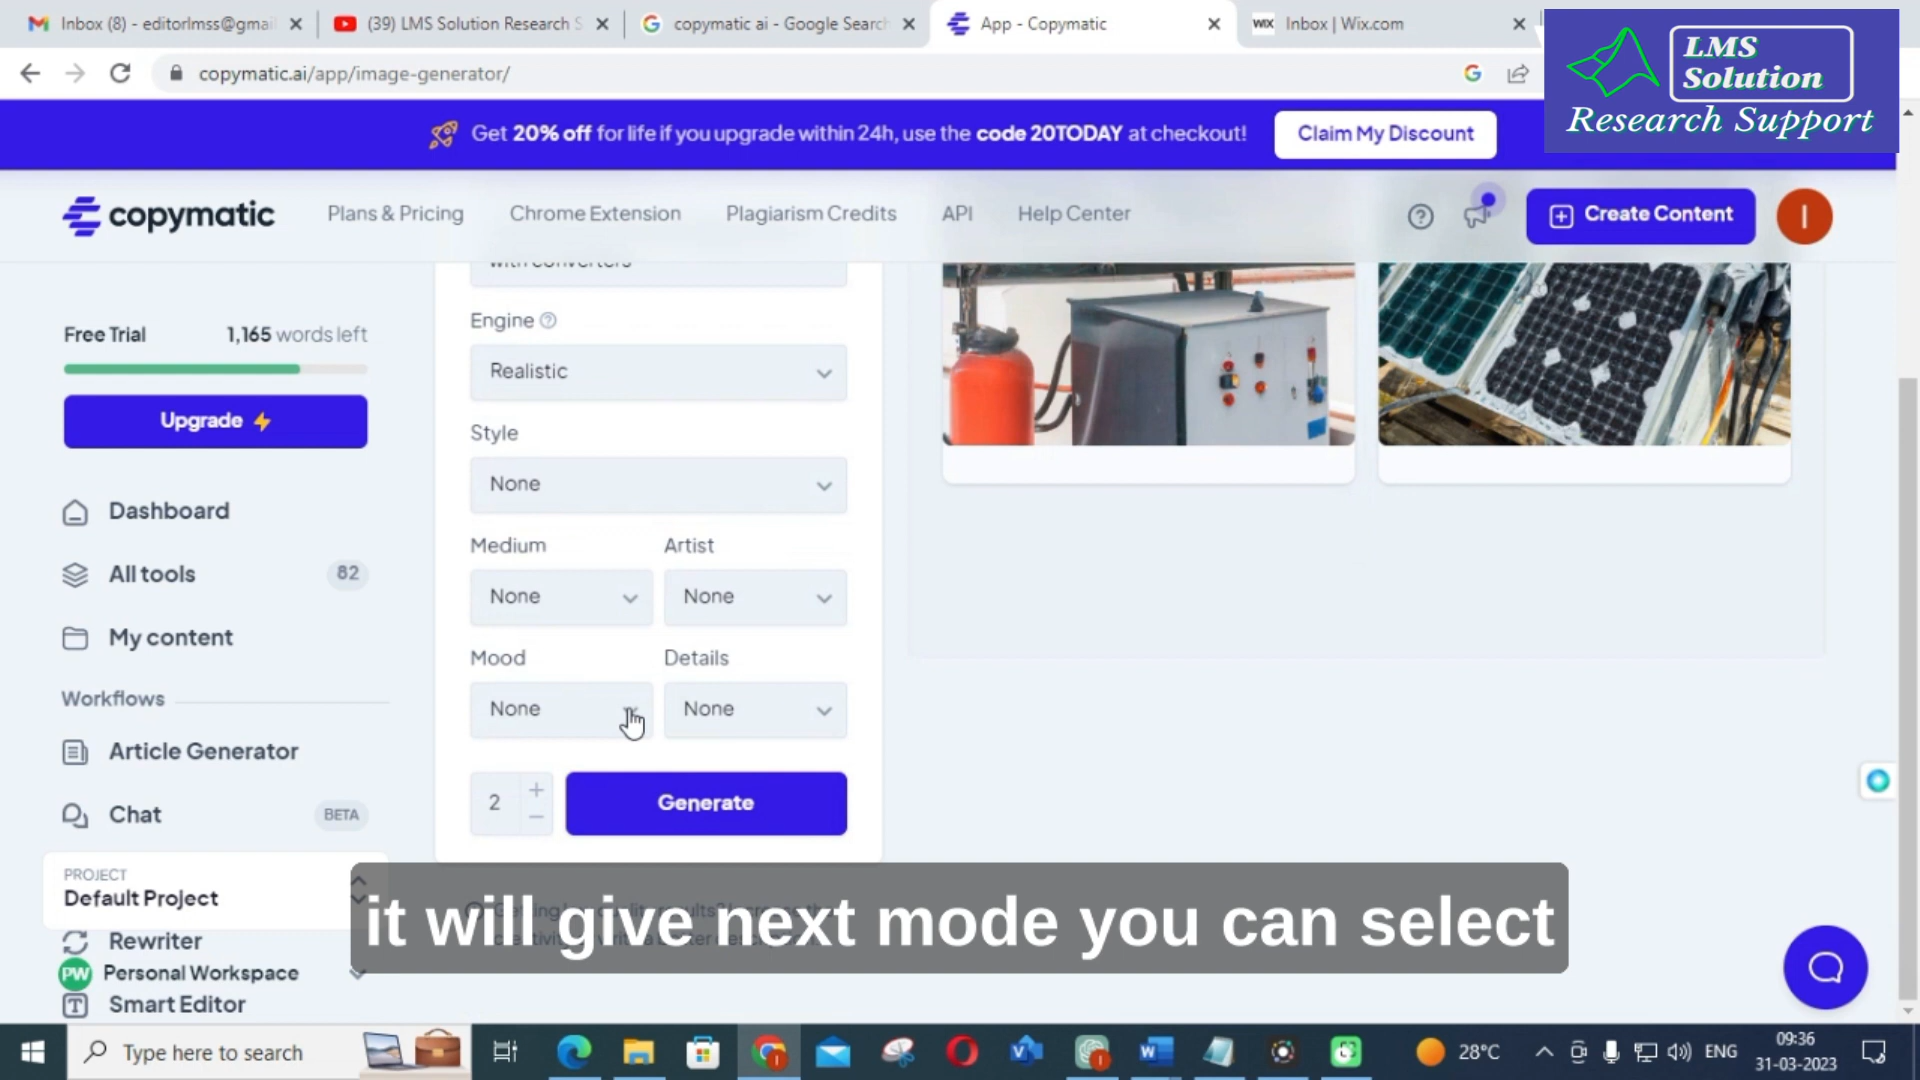 Inbox (8) - editorlmss@gmai
(39) LMS Solution Research S
copymatic ai - Google Search
App - Copymatic
WIX Inbox | Wix.com
copymatic.ai/app/image-generator/
LMS
Solution
Research Support
Get 20% off for life if you upgrade within 24h, use the code 20TODAY at checkout!
Claim My Discount
copymatic
Plans & Pricing
Chrome Extension
Plagiarism Credits
API
Help Center
Create Content
I
with converters
Free Trial
1,165 words left
Upgrade
Engine
Realistic
Style
None
Dashboard
Medium
Artist
All tools
82
None
None
My content
Mood
Details
Workflows
None
None
Article Generator
2
Generate
Chat
BETA
PROJECT
Default Project
it will give next mode you can select
Rewriter
PW Personal Workspace
Smart Editor
Type here to search
28°C
ENG
09:36
31-03-2023